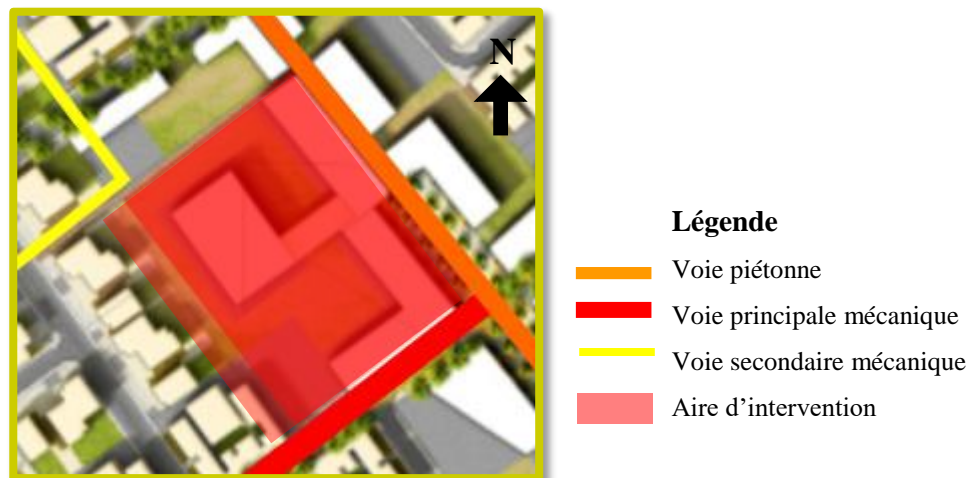 N
Légende
Voie piétonne
Voie principale mécanique
Voie secondaire mécanique
Aire d’intervention